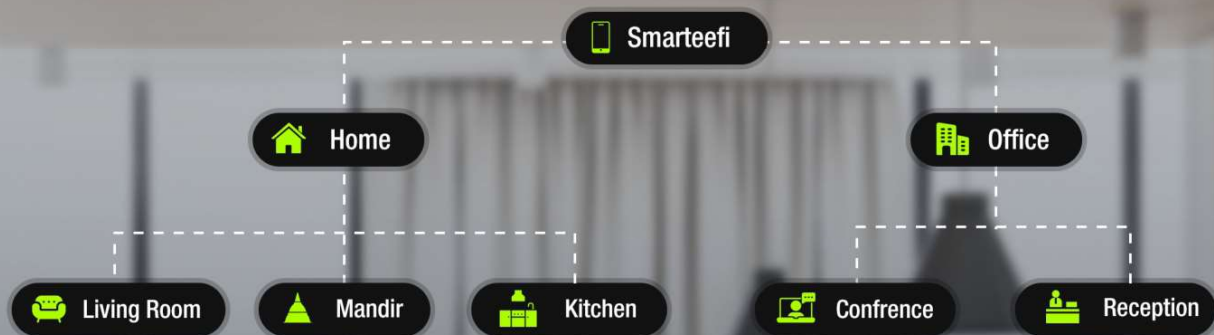 Smarteefi
Home
Office
Living Room
Mandir
Kitchen
Confrence
Reception